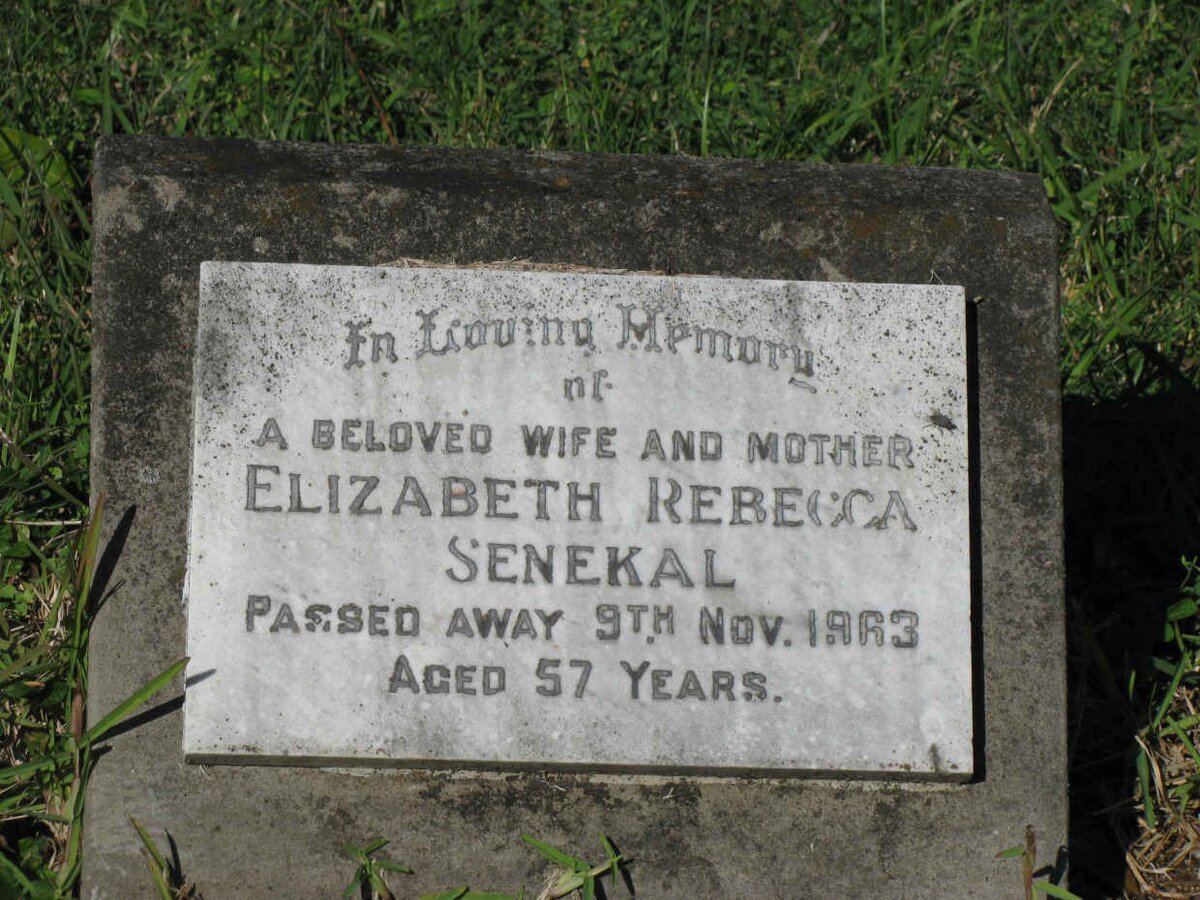 In Loving Memory
of
A BELOVED WIFE AND MOTHER
ELIZABETH REBECCA
SENEKAL
PASSED AWAY 9TH NOV. 1963
AGED 57 YEARS.